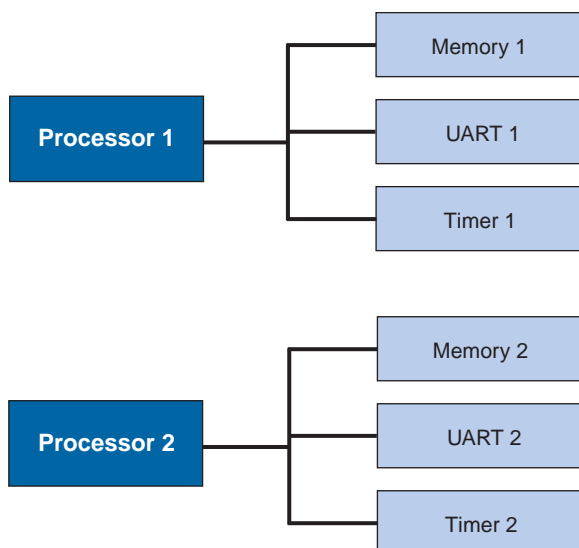 Memory 1
Processor 1
UART 1
Timer 1
Memory 2
Processor 2
UART 2
Timer 2